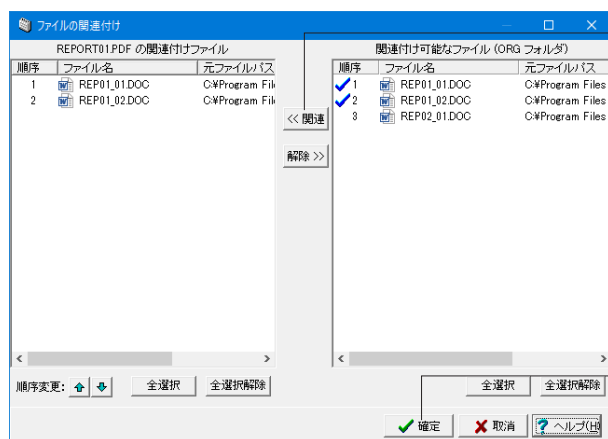 ファイルの関連付け
REPORT01.PDF の関連付けファイル
順序 ファイル名 元ファイルパス
1 REP01_01.DOC C:¥Program Fil
2 REP01_02.DOC C:¥Program Fil
<< 関連
解除 >>
関連付け可能なファイル (ORG フォルダ)
順序 ファイル名 元ファイルパス
1 REP01_01.DOC C:¥Program Files
2 REP01_02.DOC C:¥Program Files
3 REP02_01.DOC C:¥Program Files
順序変更: 全選択 全選択解除
全選択 全選択解除
確定 取消 ? ヘルプ(H)